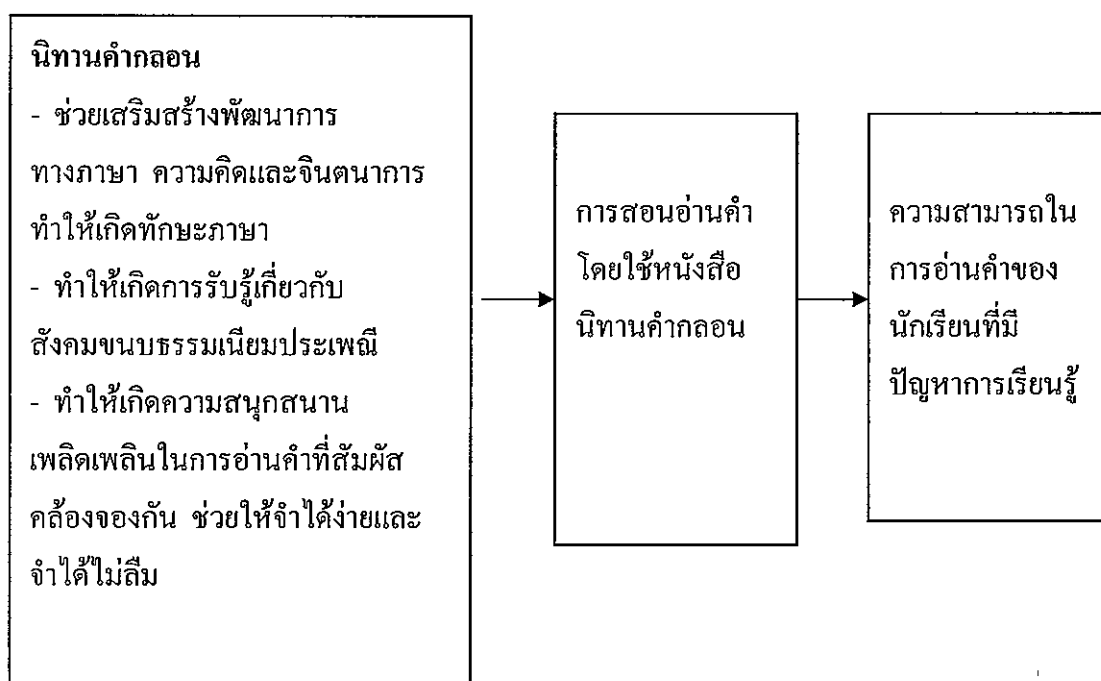 นิทานคำกลอน
- ช่วยเสริมสร้างพัฒนาการ
ทางภาษา ความคิดและจินตนาการ
ทำให้เกิดทักษะภาษา
- ทำให้เกิดการรับรู้เกี่ยวกับ
สังคมขนบธรรมเนียมประเพณี
- ทำให้เกิดความสนุกสนาน
เพลิดเพลินในการอ่านคำที่สัมผัส
คล้องจองกัน ช่วยให้จำได้ง่ายและ
จำได้ไม่ลืม
การสอนอ่านคำ
โดยใช้หนังสือ
นิทานคำกลอน
ความสามารถใน
การอ่านคำของ
นักเรียนที่มี
ปัญหาการเรียนรู้